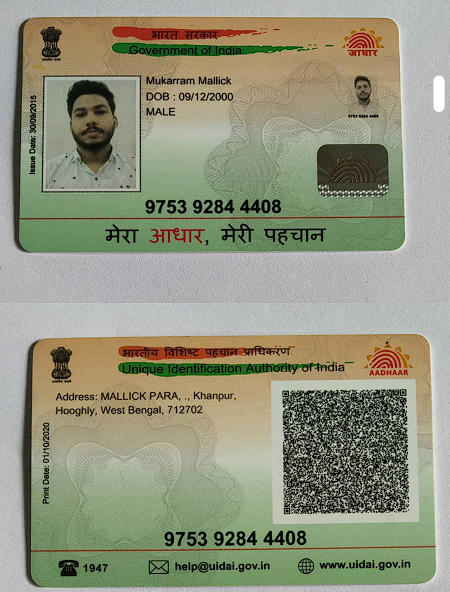 भारत सरकार
Government of India
आधार
Issue Date: 30/09/2015
Mukarram Mallick
DOB : 09/12/2000
MALE
9753 9284 4408
9753 9284 4408
मेरा आधार, मेरी पहचान
भारतीय विशिष्ट पहचान प्राधिकरण
Unique Identification Authority of India
AADHAAR
Address: MALLICK PARA, ., Khanpur,
Hooghly, West Bengal, 712702
Print Date: 01/10/2020
9753 9284 4408
1947
help@uidai.gov.in
www.uidai.gov.in